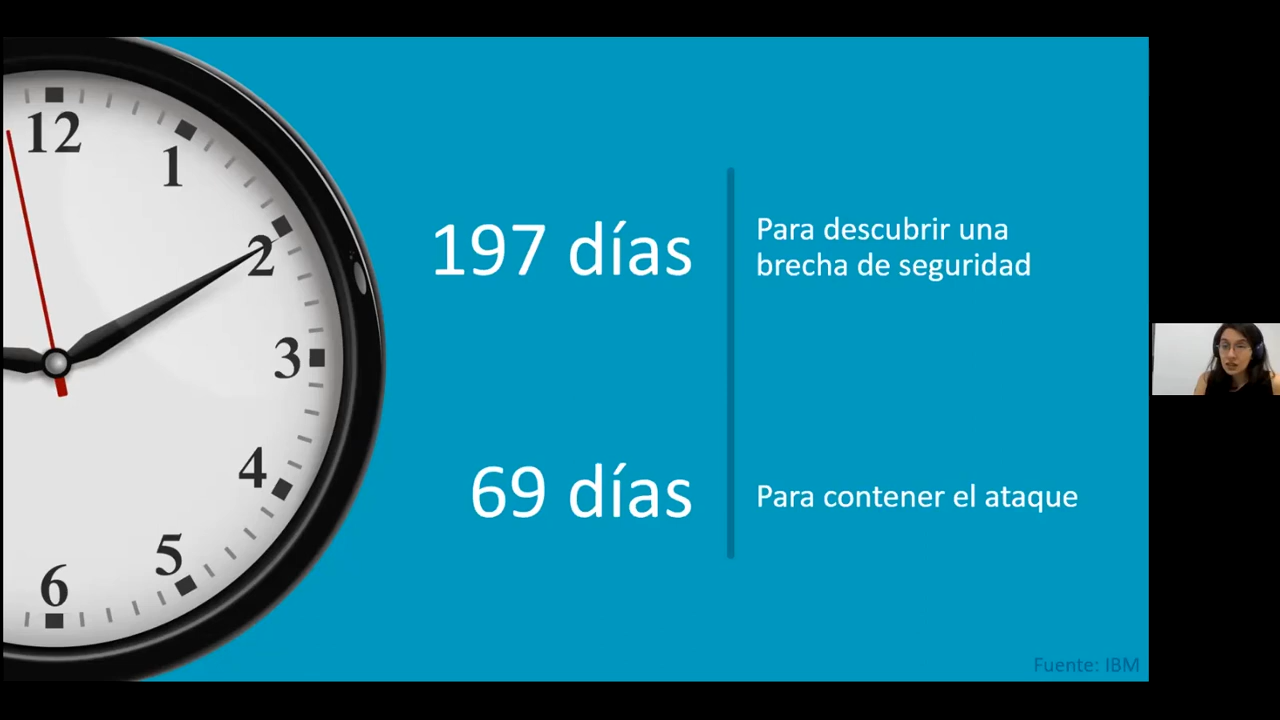 12
1
2
3
4
5
6
197 días
Para descubrir una
brecha de seguridad
69 días
Para contener el ataque
Fuente: IBM